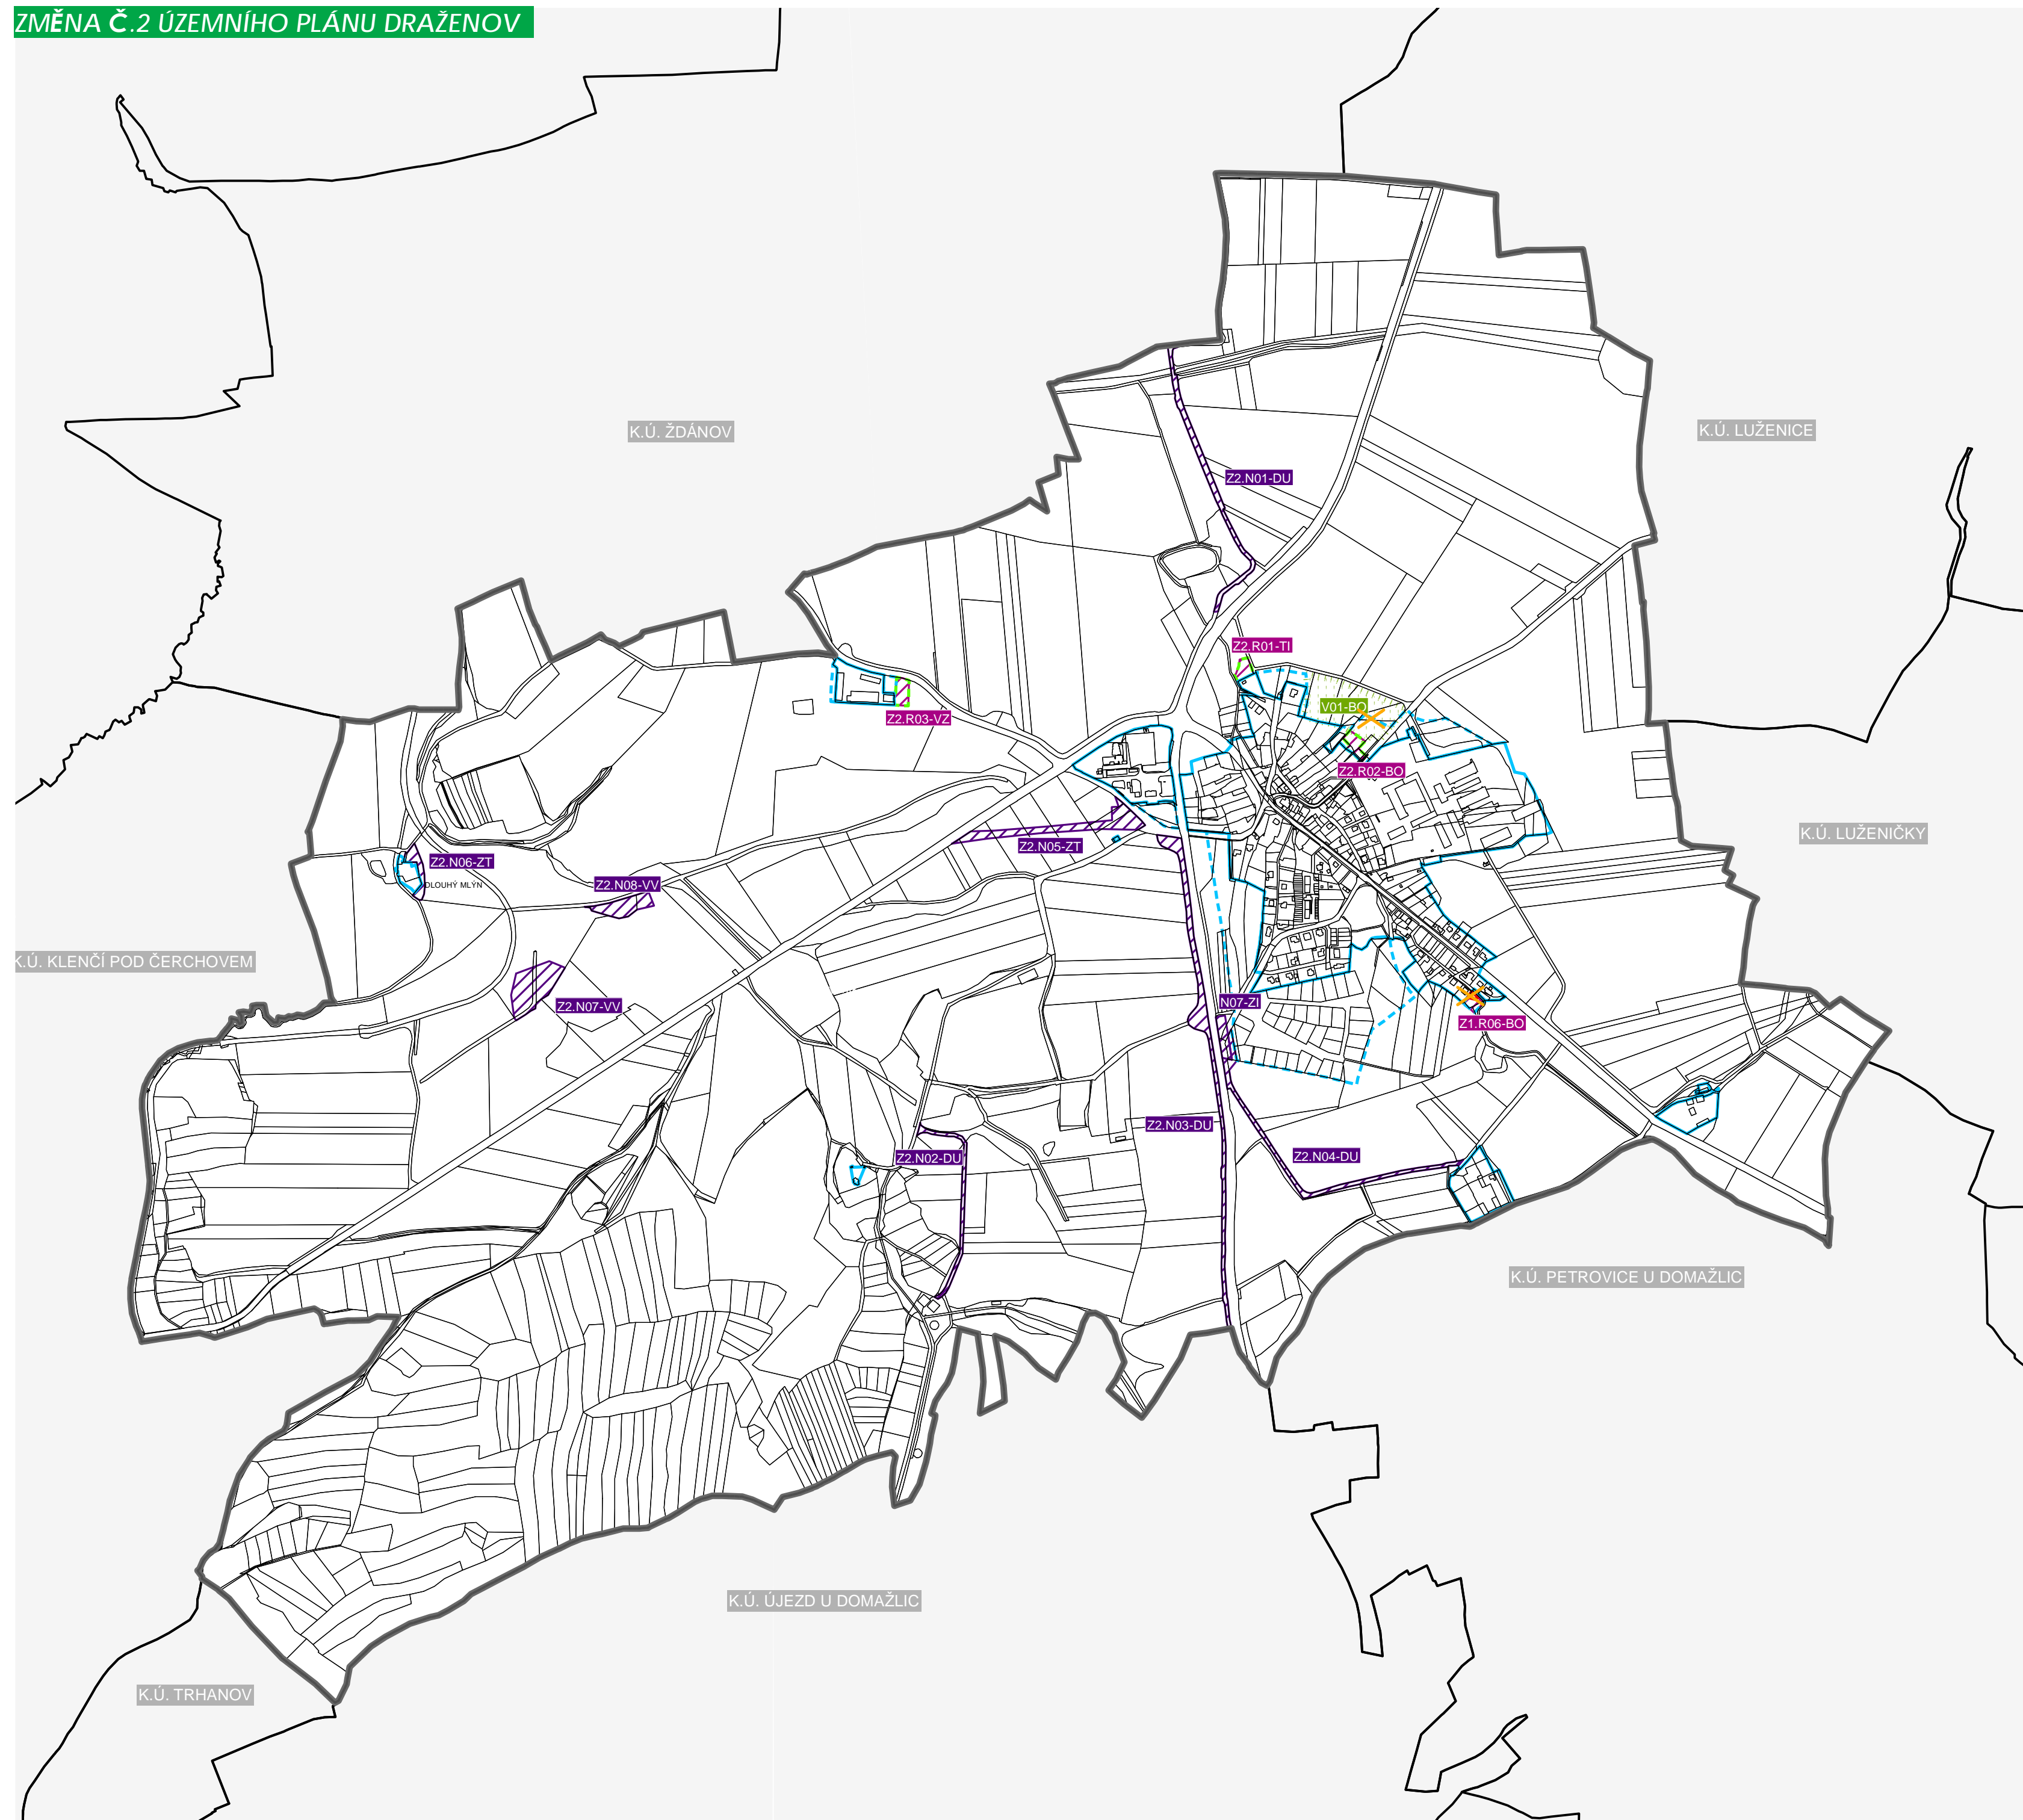 ZMĚNA Č.2 ÚZEMNÍHO PLÁNU DRAŽENOV
K.Ú. ŽDÁNOV
K.Ú. LUŽENICE
Z2.N01-DU
Z2.R01-TI
V01-BO
Z2.R03-VZ
Z2.R02-BO
K.Ú. LUŽENIČKY
Z2.N05-ZT
Z2.N06-ZT
DLOUHÝ MLÝN
Z2.N08-VV
K.Ú. KLENČÍ POD ČERCHOVEM
Z2.N07-VV
N07-ZI
Z1.R06-BO
Z2.N03-DU
Z2.N02-DU
Z2.N04-DU
K.Ú. PETROVICE U DOMAŽLIC
K.Ú. ÚJEZD U DOMAŽLIC
K.Ú. TRHANOV